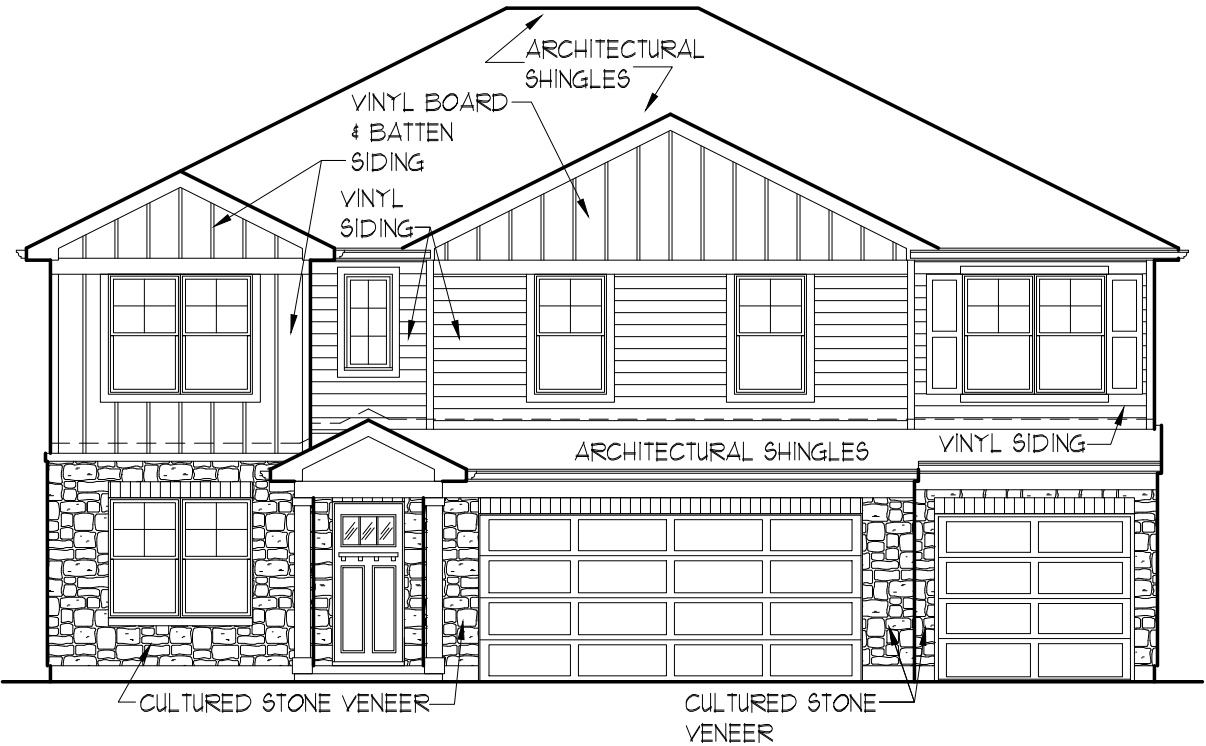 ARCHITECTURAL
SHINGLES
VINYL BOARD
& BATTEN
SIDING
VINYL
SIDING
ARCHITECTURAL SHINGLES
VINYL SIDING
CULTURED STONE VENEER
CULTURED STONE
VENEER